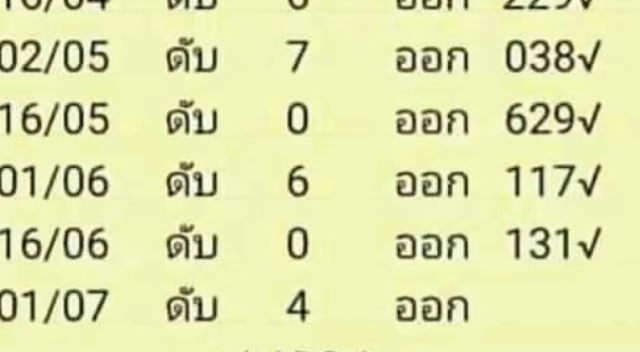 02/05 ดับ 7 ออก 038√
16/05 ดับ 0 ออก 629√
01/06 ดับ 6 ออก 117√
16/06 ดับ 0 ออก 131√
01/07 ดับ 4 ออก